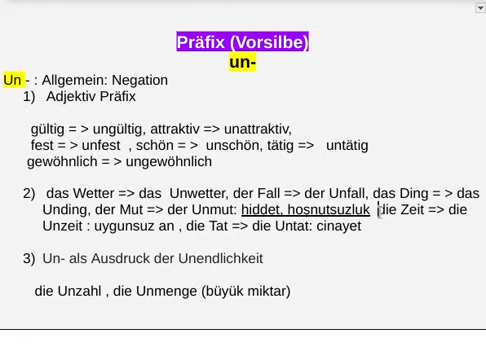 Präfix (Vorsilbe)
un-
Un - : Allgemein: Negation
1) Adjektiv Präfix
gültig = > ungültig, attraktiv => unattraktiv,
fest = > unfest , schön = > unschön, tätig => untätig
gewöhnlich = > ungewöhnlich
2) das Wetter => das Unwetter, der Fall => der Unfall, das Ding = > das
Unding, der Mut => der Unmut: hiddet, hosnutsuzluk die Zeit => die
Unzeit : uygunsuz an , die Tat => die Untat: cinayet
3) Un- als Ausdruck der Unendlichkeit
die Unzahl , die Unmenge (büyük miktar)